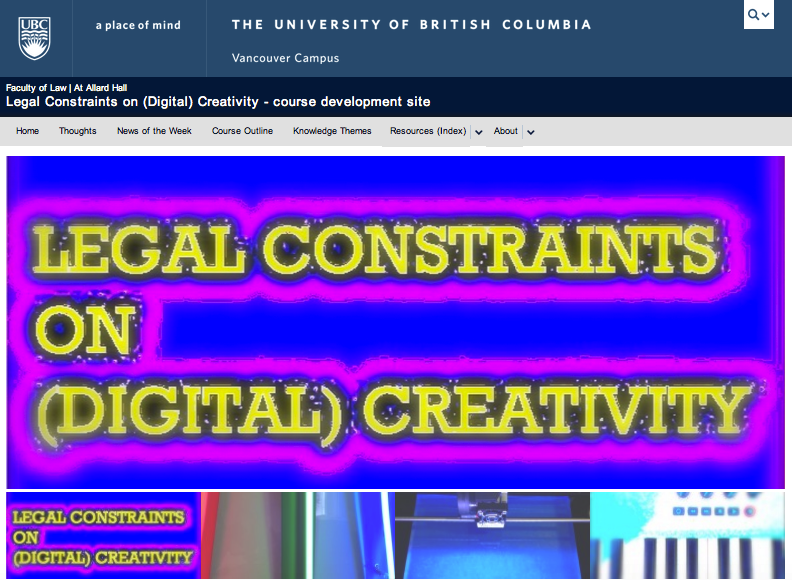 UBC
a place of mind
THE UNIVERSITY OF BRITISH COLUMBIA
Vancouver Campus
Faculty of Law | At Allard Hall
Legal Constraints on (Digital) Creativity - course development site
Home Thoughts News of the Week Course Outline Knowledge Themes Resources (Index) About
LEGAL CONSTRAINTS
ON
(DIGITAL) CREATIVITY
LEGAL CONSTRAINTS
ON
(DIGITAL) CREATIVITY